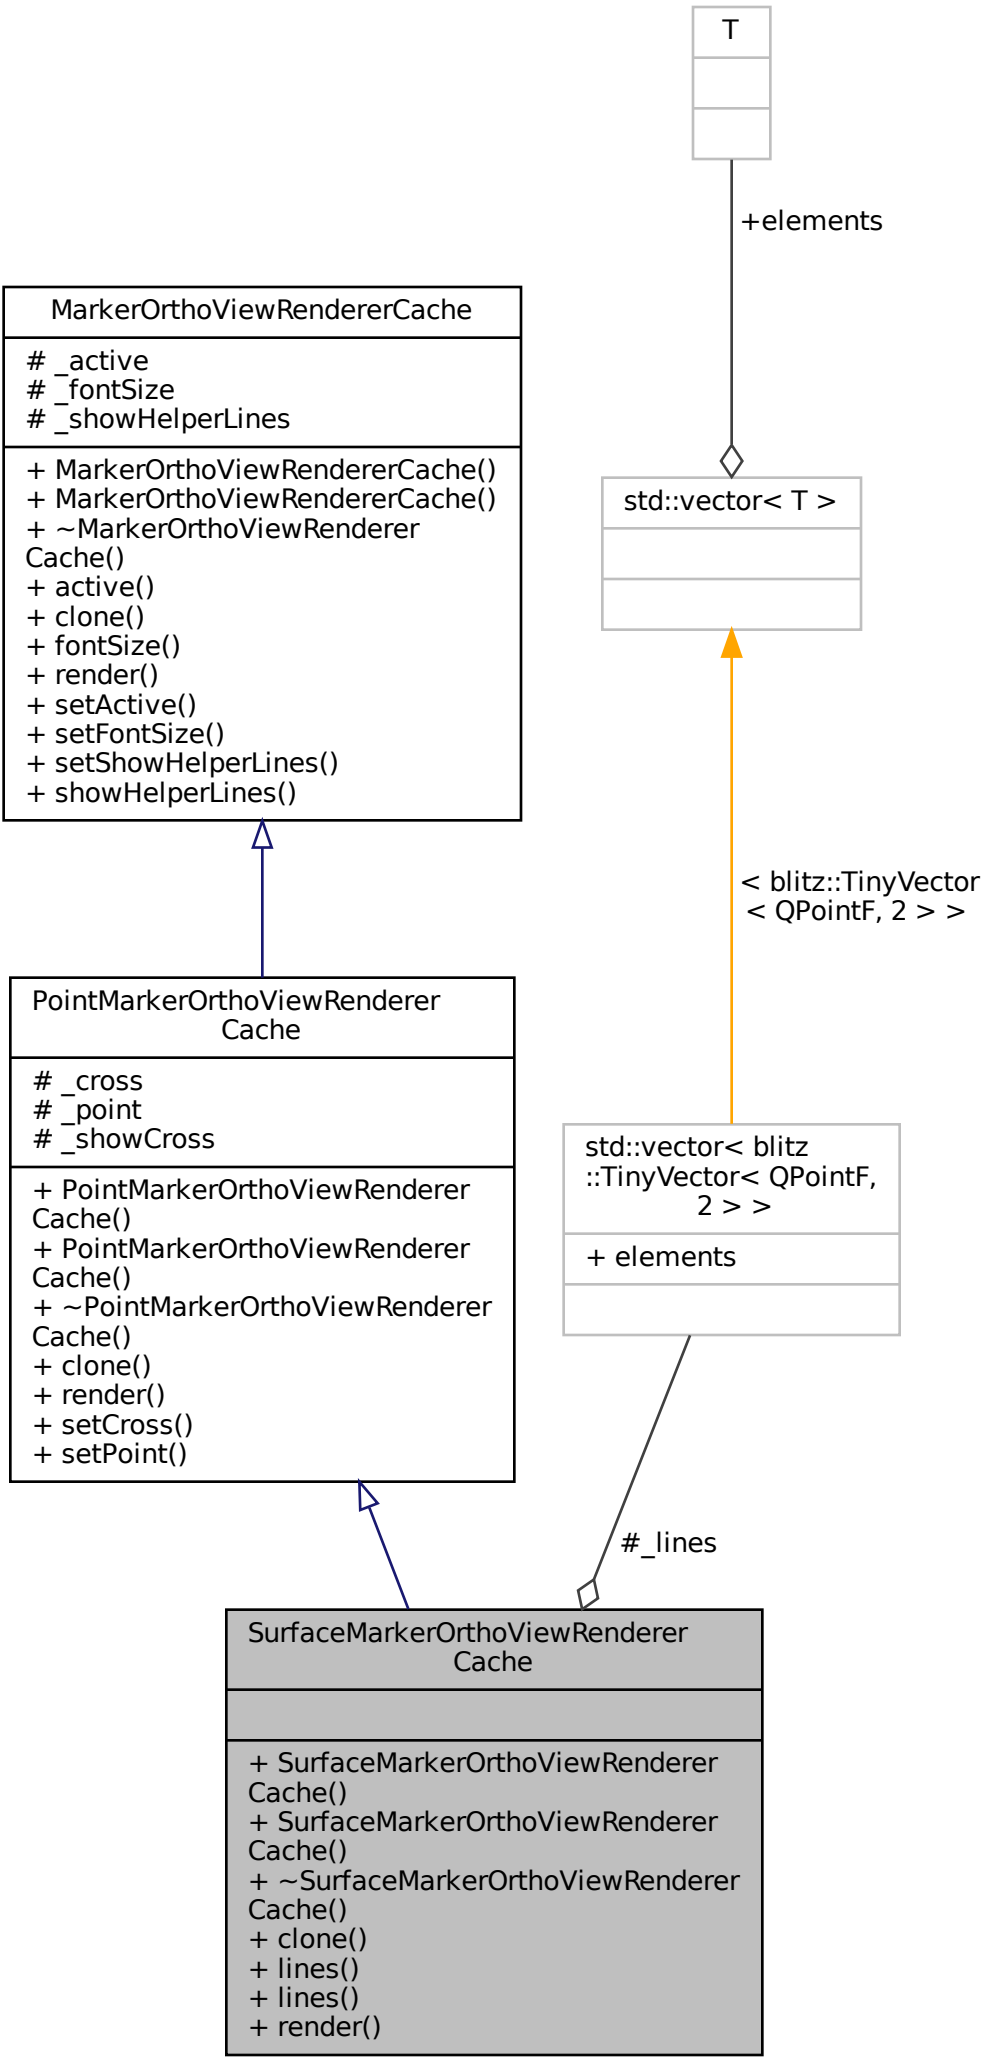 T
+elements
MarkerOrthoViewRendererCache
# _active
# _fontSize
# _showHelperLines
+ MarkerOrthoViewRendererCache()
+ MarkerOrthoViewRendererCache()
+ ~MarkerOrthoViewRenderer
Cache()
+ active()
+ clone()
+ fontSize()
+ render()
+ setActive()
+ setFontSize()
+ setShowHelperLines()
+ showHelperLines()
std::vector< T >
< blitz::TinyVector
< QPointF, 2 > >
PointMarkerOrthoViewRenderer
Cache
# _cross
# _point
# _showCross
+ PointMarkerOrthoViewRenderer
Cache()
+ PointMarkerOrthoViewRenderer
Cache()
+ ~PointMarkerOrthoViewRenderer
Cache()
+ clone()
+ render()
+ setCross()
+ setPoint()
std::vector< blitz
::TinyVector< QPointF,
2 > >
+ elements
#_lines
SurfaceMarkerOrthoViewRenderer
Cache
+ SurfaceMarkerOrthoViewRenderer
Cache()
+ SurfaceMarkerOrthoViewRenderer
Cache()
+ ~SurfaceMarkerOrthoViewRenderer
Cache()
+ clone()
+ lines()
+ lines()
+ render()